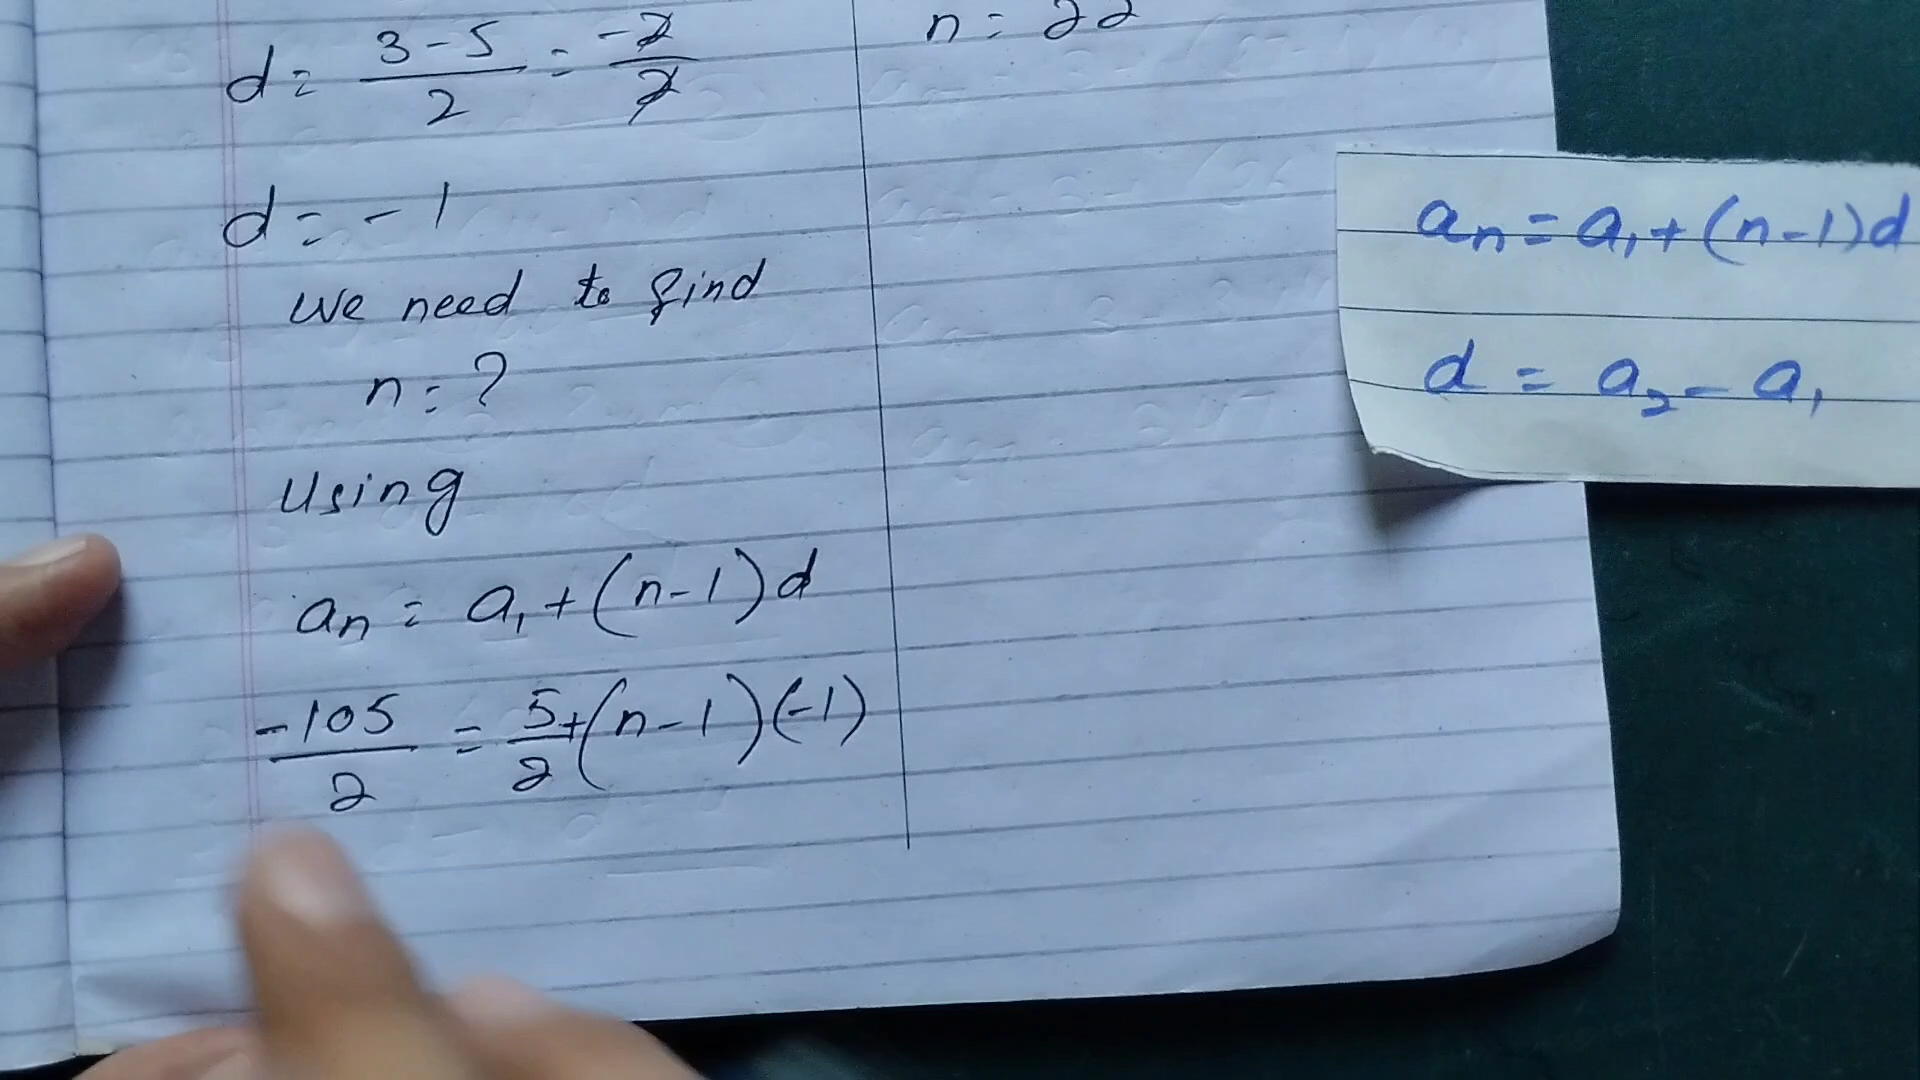 d = 3-5/2 = -2/2
d = -1
We need to find
n = ?
Using
an = a1 + (n-1)d
-105/2 = 5/2 + (n-1)(-1)
n = 22
an = a1 + (n-1)d
d = a2 - a1